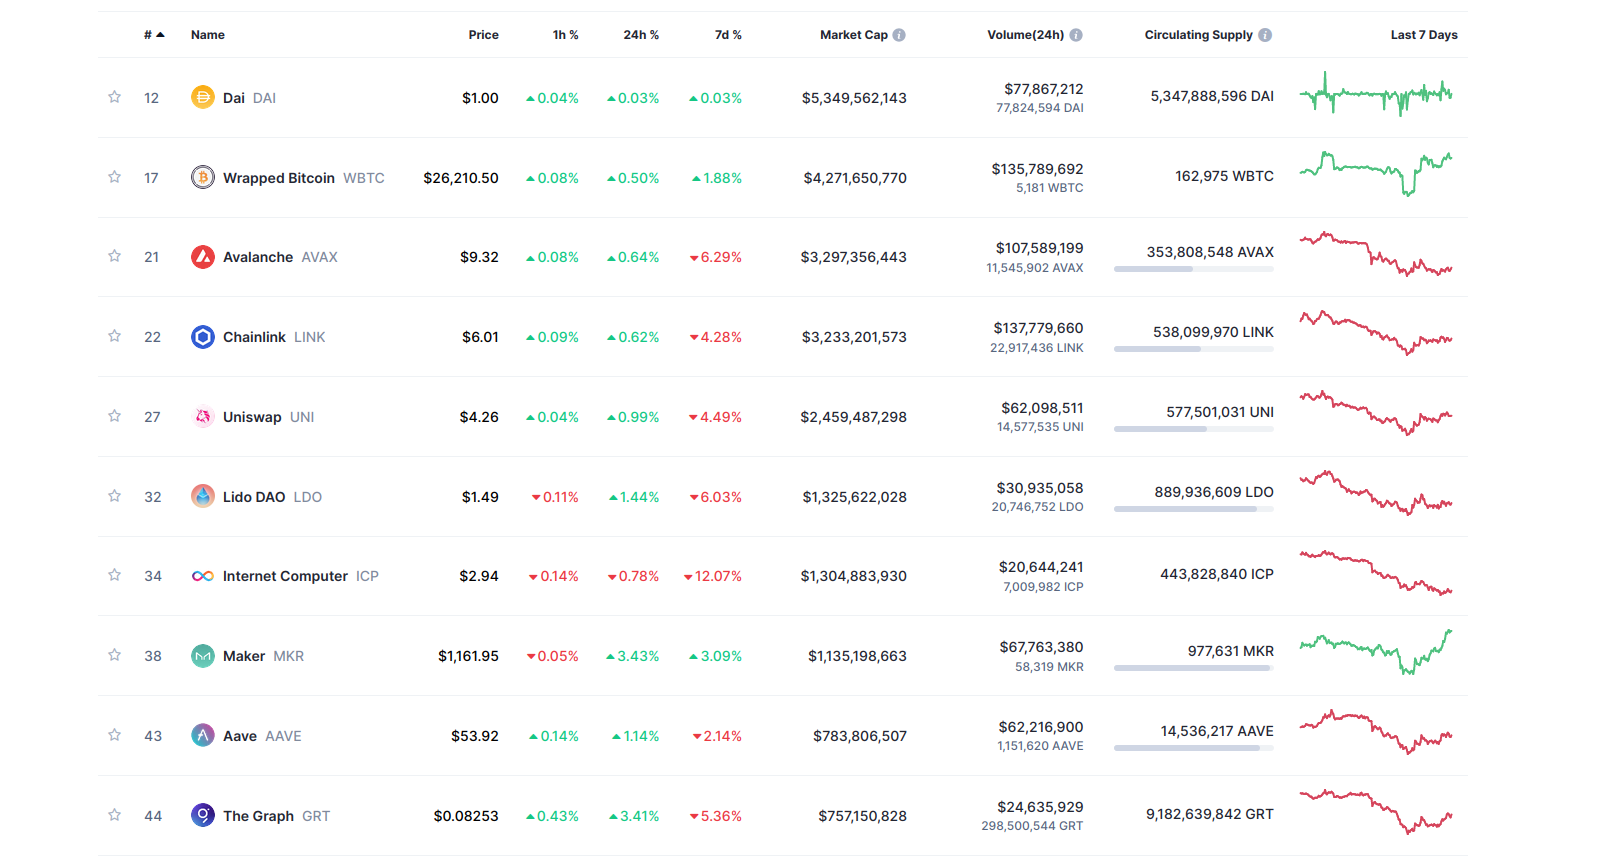 # Name Price 1h % 24h % 7d % Market Cap Volume(24h) Circulating Supply Last 7 Days
12 Dai DAI $1.00 0.04% 0.03% 0.03% $5,349,562,143 $77,867,212 5,347,888,596 DAI
77,824,594 DAI
17 Wrapped Bitcoin WBTC $26,210.50 0.08% 0.50% 1.88% $4,271,650,770 $135,789,692 162,975 WBTC
5,181 WBTC
21 Avalanche AVAX $9.32 0.08% 0.64% 6.29% $3,297,356,443 $107,589,199 353,808,548 AVAX
11,545,902 AVAX
22 Chainlink LINK $6.01 0.09% 0.62% 4.28% $3,233,201,573 $137,779,660 538,099,970 LINK
22,917,436 LINK
27 Uniswap UNI $4.26 0.04% 0.99% 4.49% $2,459,487,298 $62,098,511 577,501,031 UNI
14,577,535 UNI
32 Lido DAO LDO $1.49 0.11% 1.44% 6.03% $1,325,622,028 $30,935,058 889,936,609 LDO
20,746,752 LDO
34 Internet Computer ICP $2.94 0.14% 0.78% 12.07% $1,304,883,930 $20,644,241 443,828,840 ICP
7,009,982 ICP
38 Maker MKR $1,161.95 0.05% 3.43% 3.09% $1,135,198,663 $67,763,380 977,631 MKR
58,319 MKR
43 Aave AAVE $53.92 0.14% 1.14% 2.14% $783,806,507 $62,216,900 14,536,217 AAVE
1,151,620 AAVE
44 The Graph GRT $0.08253 0.43% 3.41% 5.36% $757,150,828 $24,635,929 9,182,639,842 GRT
298,500,544 GRT